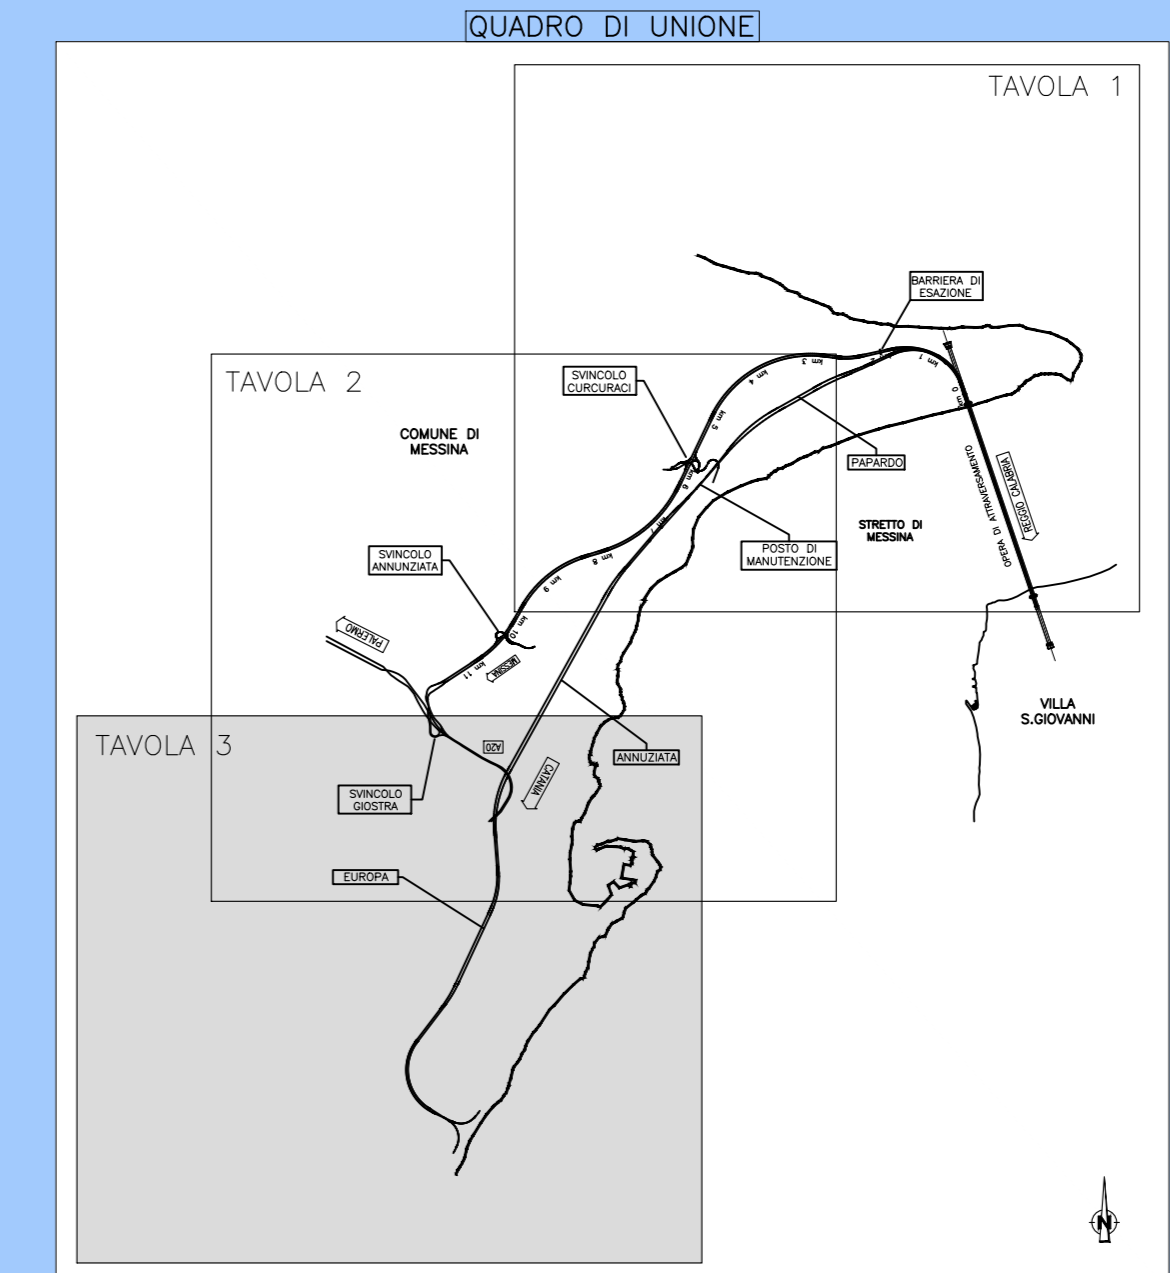 QUADRO DI UNIONE
TAVOLA 1
BARRIERA DI
ESAZIONE
TAVOLA 2
SVINCOLO
CURCURACI
COMUNE DI
MESSINA
km 0
1
2
km 3
km 4
km 5
km 6
km 7
km 8
km 9
km 10
km 11
PAPARDO
OPERA DI ATTRAVERSAMENTO
REGGIO CALABRIA
STRETTO DI
MESSINA
POSTO DI
MANUTENZIONE
SVINCOLO
ANNUNZIATA
PALERMO
MESSINA
VILLA
S.GIOVANNI
TAVOLA 3
A20
ANNUZIATA
CATANIA
SVINCOLO
GIOSTRA
EUROPA
N